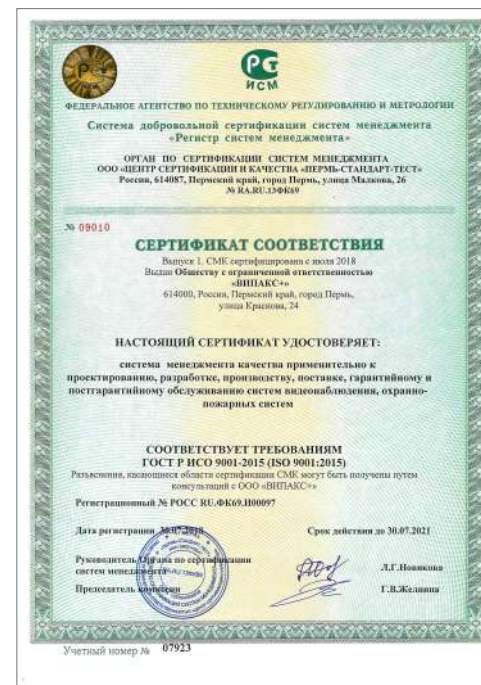 РСТ
ИСМ
ФЕДЕРАЛЬНОЕ АГЕНТСТВО ПО ТЕХНИЧЕСКОМУ РЕГУЛИРОВАНИЮ И МЕТРОЛОГИИ
Система добровольной сертификации систем менеджмента
«Регистр систем менеджмента»
ОРГАН ПО СЕРТИФИКАЦИИ СИСТЕМ МЕНЕДЖМЕНТА
ООО «ЦЕНТР СЕРТИФИКАЦИИ И КАЧЕСТВА «ПЕРМЬ-СТАНДАРТ-ТЕСТ»
Россия, 614087, Пермский край, город Пермь, улица Малкова, 26
№ RA.RU.13ФК69
№ 09010
СЕРТИФИКАТ СООТВЕТСТВИЯ
Выпуск 1. СМК сертифицирована с июля 2018
Выдан Обществу с ограниченной ответственностью
«ВИПАКС+»
614000, Россия, Пермский край, город Пермь,
улица Краснова, 24
НАСТОЯЩИЙ СЕРТИФИКАТ УДОСТОВЕРЯЕТ:
система менеджмента качества применительно к
проектированию, разработке, производству, поставке, гарантийному и
постгарантийному обслуживанию систем видеонаблюдения, охранно-
пожарных систем
СООТВЕТСТВУЕТ ТРЕБОВАНИЯМ
ГОСТ Р ИСО 9001-2015 (ISO 9001:2015)
Разъяснения, касающиеся области сертификации СМК могут быть получены путем
консультаций с ООО «ВИПАКС+»
Регистрационный № РОСС RU.ФК69.И00097
Дата регистрации 30.07.2018 Срок действия до 30.07.2021
Руководитель Органа по сертификации
систем менеджмента Л.Г.Новикова
Председатель комиссии Г.В.Желнина
Учетный номер № 07923